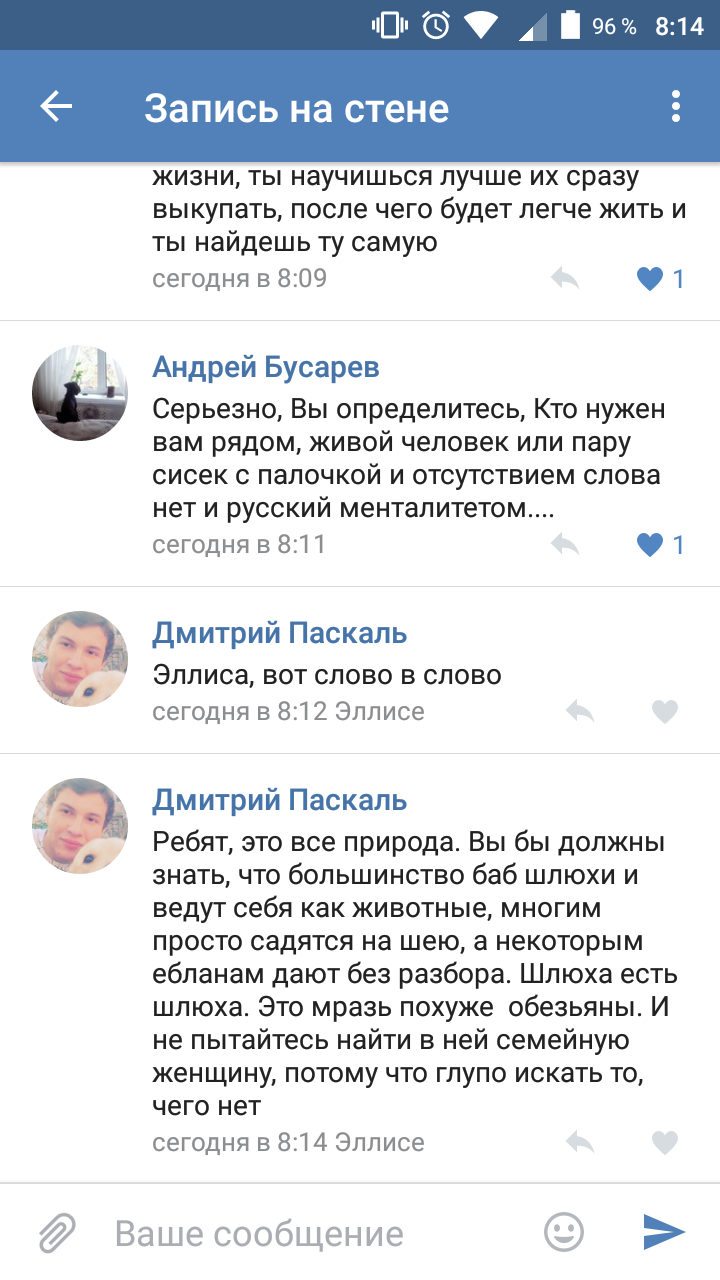 96 % 8:14
Запись на стене
жизни, ты научишься лучше их сразу
выкупать, после чего будет легче жить и
ты найдешь ту самую
сегодня в 8:09 1
Андрей Бусарев
Серьезно, Вы определитесь, Кто нужен
вам рядом, живой человек или пару
сисек с палочкой и отсутствием слова
нет и русский менталитетом....
сегодня в 8:11 1
Дмитрий Паскаль
Эллиса, вот слово в слово
сегодня в 8:12 Эллисе
Дмитрий Паскаль
Ребят, это все природа. Вы бы должны
знать, что большинство баб шлюхи и
ведут себя как животные, многим
просто садятся на шею, а некоторым
ебланам дают без разбора. Шлюха есть
шлюха. Это мразь похуже  обезьяны. И
не пытайтесь найти в ней семейную
женщину, потому что глупо искать то,
чего нет
сегодня в 8:14 Эллисе
Ваше сообщение